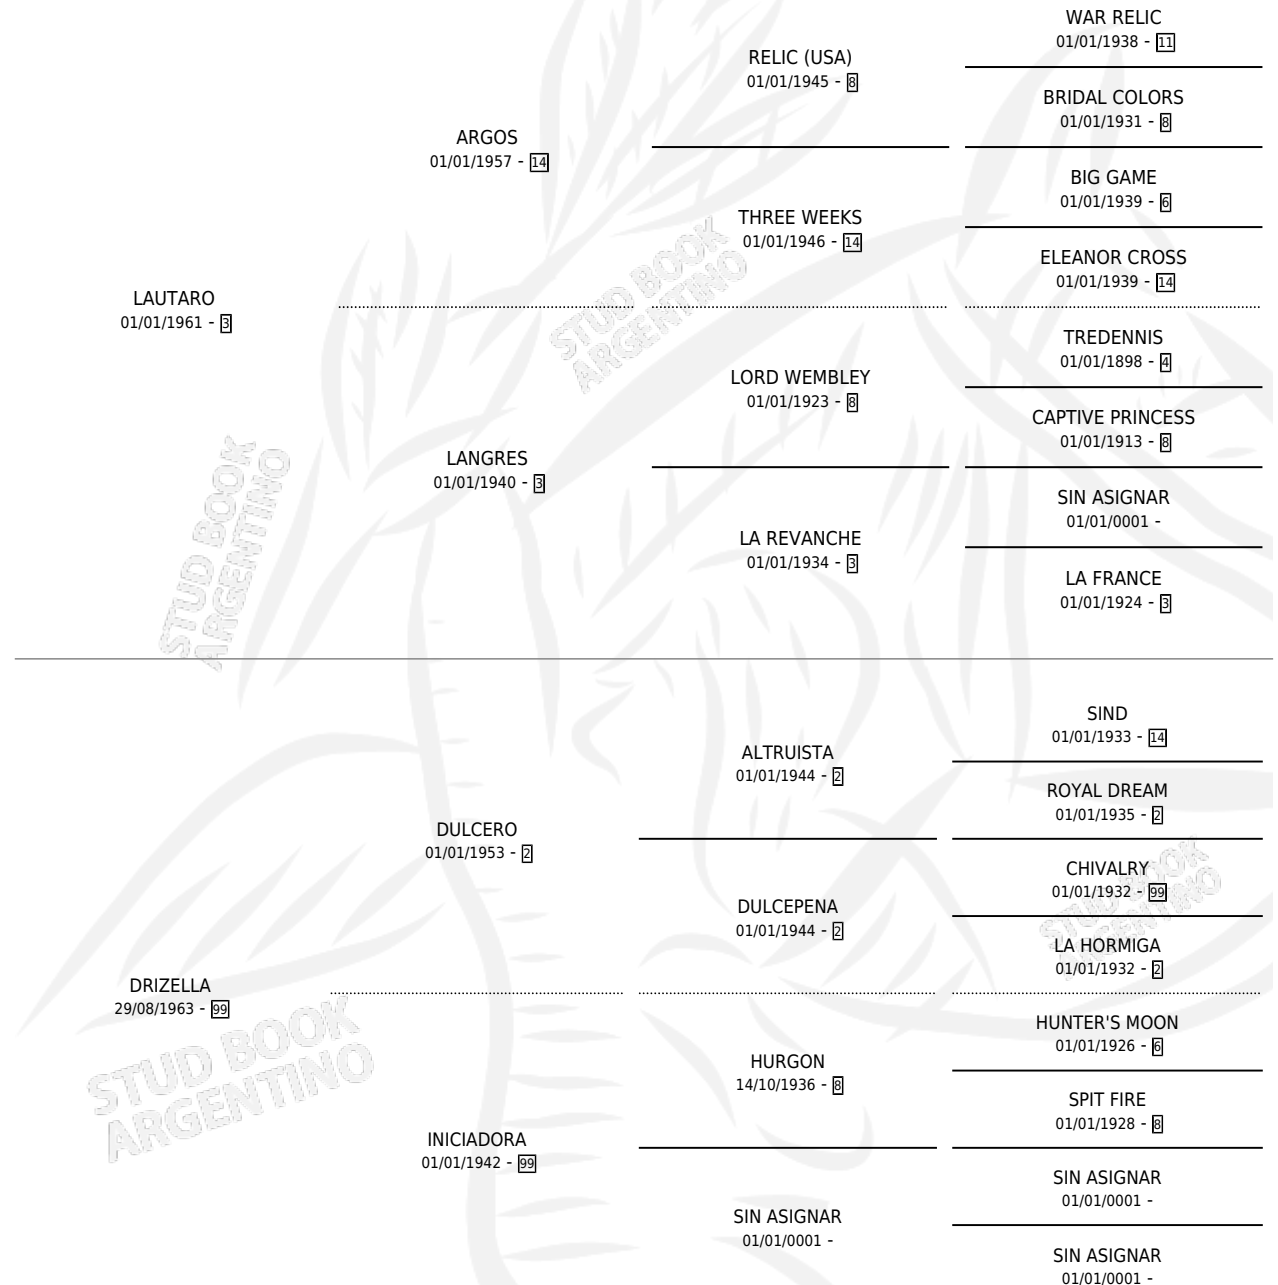 WAR RELIC
01/01/1938 - 11
RELIC (USA)
01/01/1945 - 8
BRIDAL COLORS
01/01/1931 - 8
ARGOS
01/01/1957 - 14
BIG GAME
01/01/1939 - 6
THREE WEEKS
01/01/1946 - 14
ELEANOR CROSS
01/01/1939 - 14
LAUTARO
01/01/1961 - 3
TREDENNIS
01/01/1898 - 4
LORD WEMBLEY
01/01/1923 - 8
CAPTIVE PRINCESS
01/01/1913 - 8
LANGRES
01/01/1940 - 3
SIN ASIGNAR
01/01/0001 -
LA REVANCHE
01/01/1934 - 3
LA FRANCE
01/01/1924 - 3
SIND
01/01/1933 - 14
ALTRUISTA
01/01/1944 - 2
ROYAL DREAM
01/01/1935 - 2
DULCERO
01/01/1953 - 2
CHIVALRY
01/01/1932 - 99
DULCEPENA
01/01/1944 - 2
LA HORMIGA
01/01/1932 - 2
DRIZELLA
29/08/1963 - 99
HUNTER'S MOON
01/01/1926 - 6
HURGON
14/10/1936 - 8
SPIT FIRE
01/01/1928 - 8
INICIADORA
01/01/1942 - 99
SIN ASIGNAR
01/01/0001 -
SIN ASIGNAR
01/01/0001 -
SIN ASIGNAR
01/01/0001 -
STUD BOOK
ARGENTINO
STUD BOOK
ARGENTINO
STUD BOOK
ARGENTINO
STUD BOOK
ARGENTINO